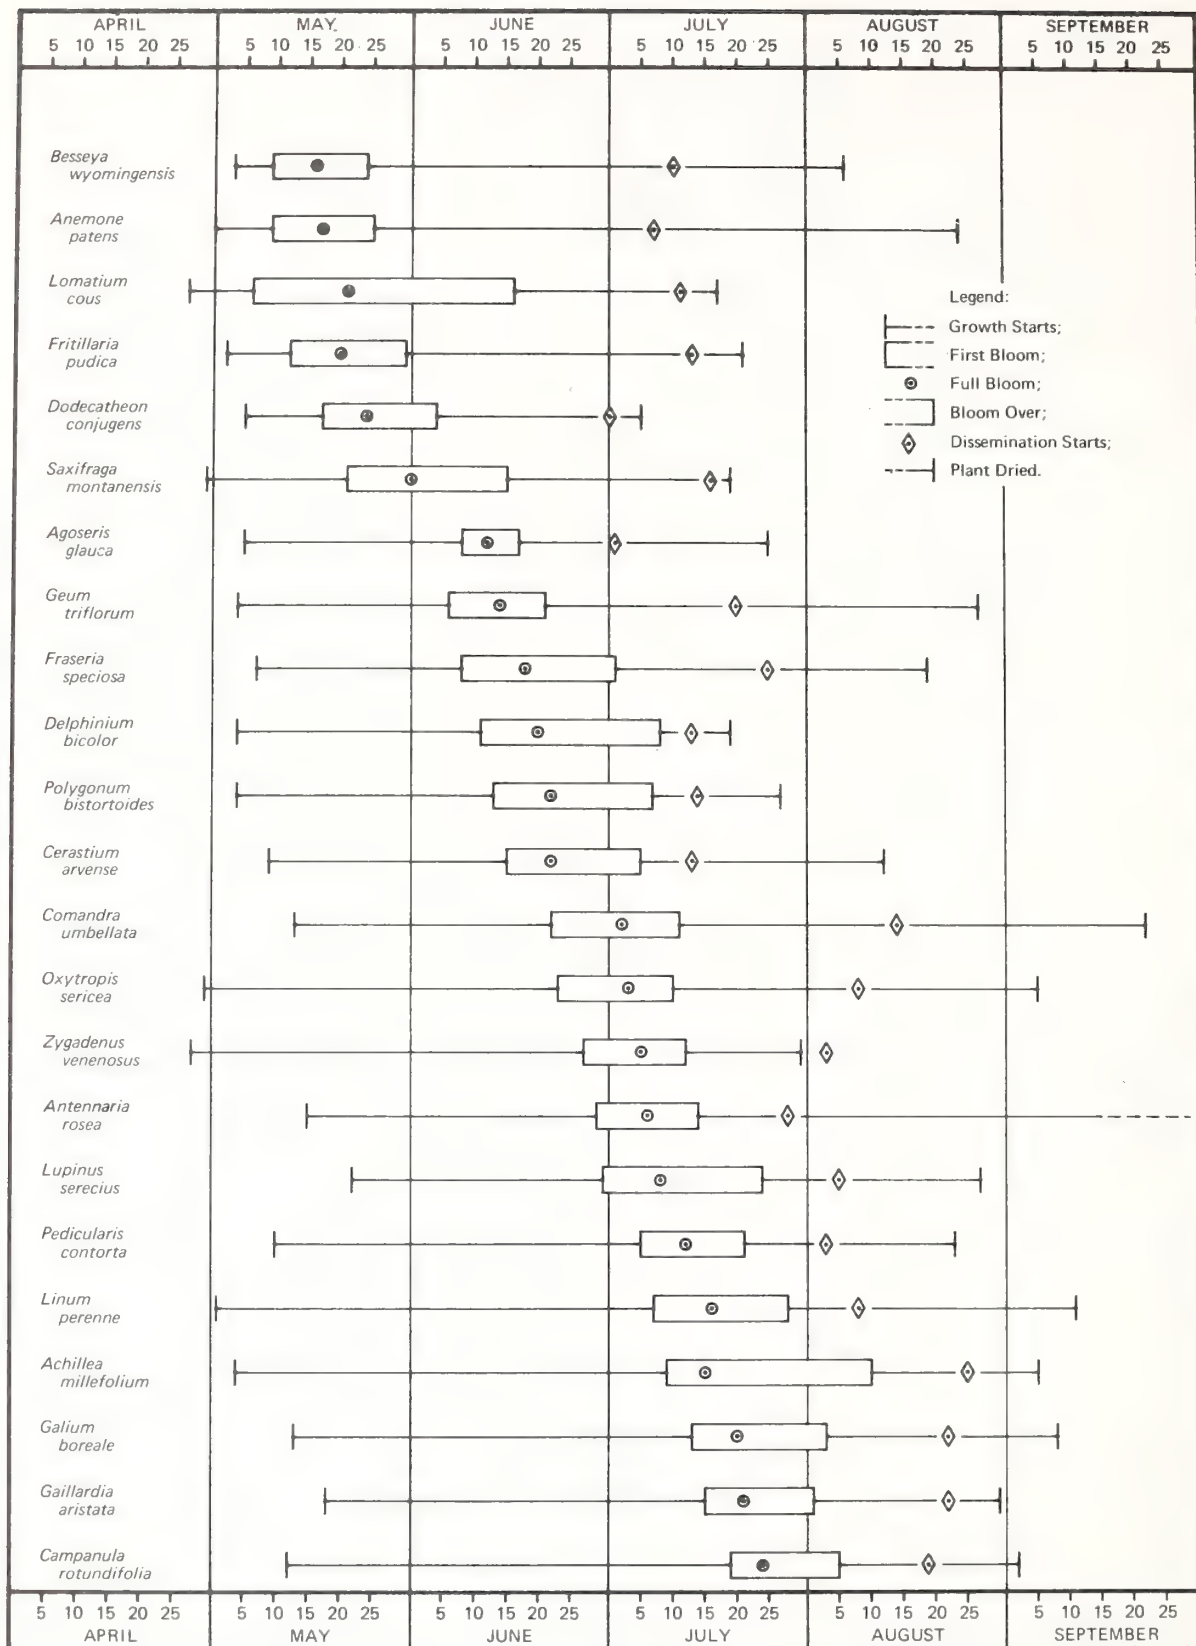 APRIL MAY JUNE JULY AUGUST SEPTEMBER
5 10 15 20 25 5 10 15 20 25 5 10 15 20 25 5 10 15 20 25 5 10 15 20 25 5 10 15 20 25
Besseya
wyomingensis
Anemone
patens
Lomatium
cous
Fritillaria
pudica
Dodecatheon
conjugens
Saxifraga
montanensis
Agoseris
glauca
Geum
triflorum
Fraseria
speciosa
Delphinium
bicolor
Polygonum
bistortoides
Cerastium
arvense
Comandra
umbellata
Oxytropis
sericea
Zygadenus
venenosus
Antennaria
rosea
Lupinus
serecius
Pedicularis
contorta
Linum
perenne
Achillea
millefolium
Galium
boreale
Gaillardia
aristata
Campanula
rotundifolia
Legend:
Growth Starts;
First Bloom;
Full Bloom;
Bloom Over;
Dissemination Starts;
Plant Dried.
5 10 15 20 25 5 10 15 20 25 5 10 15 20 25 5 10 15 20 25 5 10 15 20 25 5 10 15 20 25
APRIL MAY JUNE JULY AUGUST SEPTEMBER